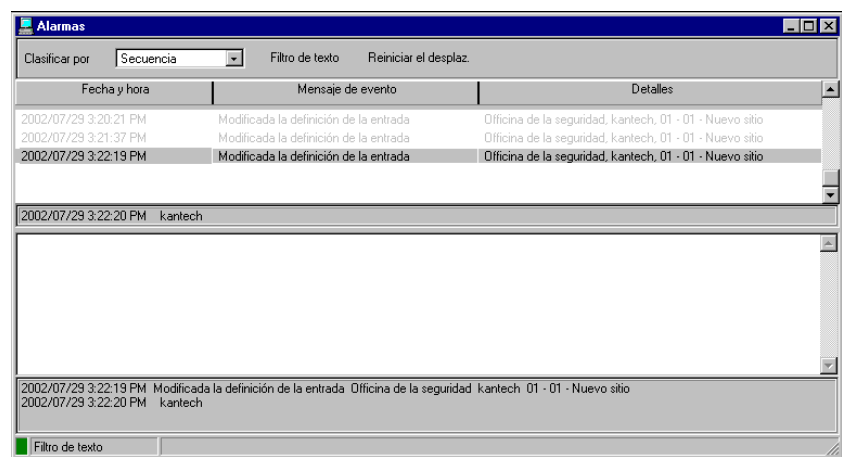 Alarmas
Clasificar por Secuencia Filtro de texto Reiniciar el desplaz.
Fecha y hora Mensaje de evento Detalles
2002/07/29 3:20:21 PM Modificada la definición de la entrada Officina de la seguridad, kantech, 01 - 01 - Nuevo sitio
2002/07/29 3:21:37 PM Modificada la definición de la entrada Officina de la seguridad, kantech, 01 - 01 - Nuevo sitio
2002/07/29 3:22:19 PM Modificada la definición de la entrada Officina de la seguridad, kantech, 01 - 01 - Nuevo sitio
2002/07/29 3:22:20 PM kantech
2002/07/29 3:22:19 PM Modificada la definición de la entrada Officina de la seguridad kantech 01 - 01 - Nuevo sitio
2002/07/29 3:22:20 PM kantech
Filtro de texto